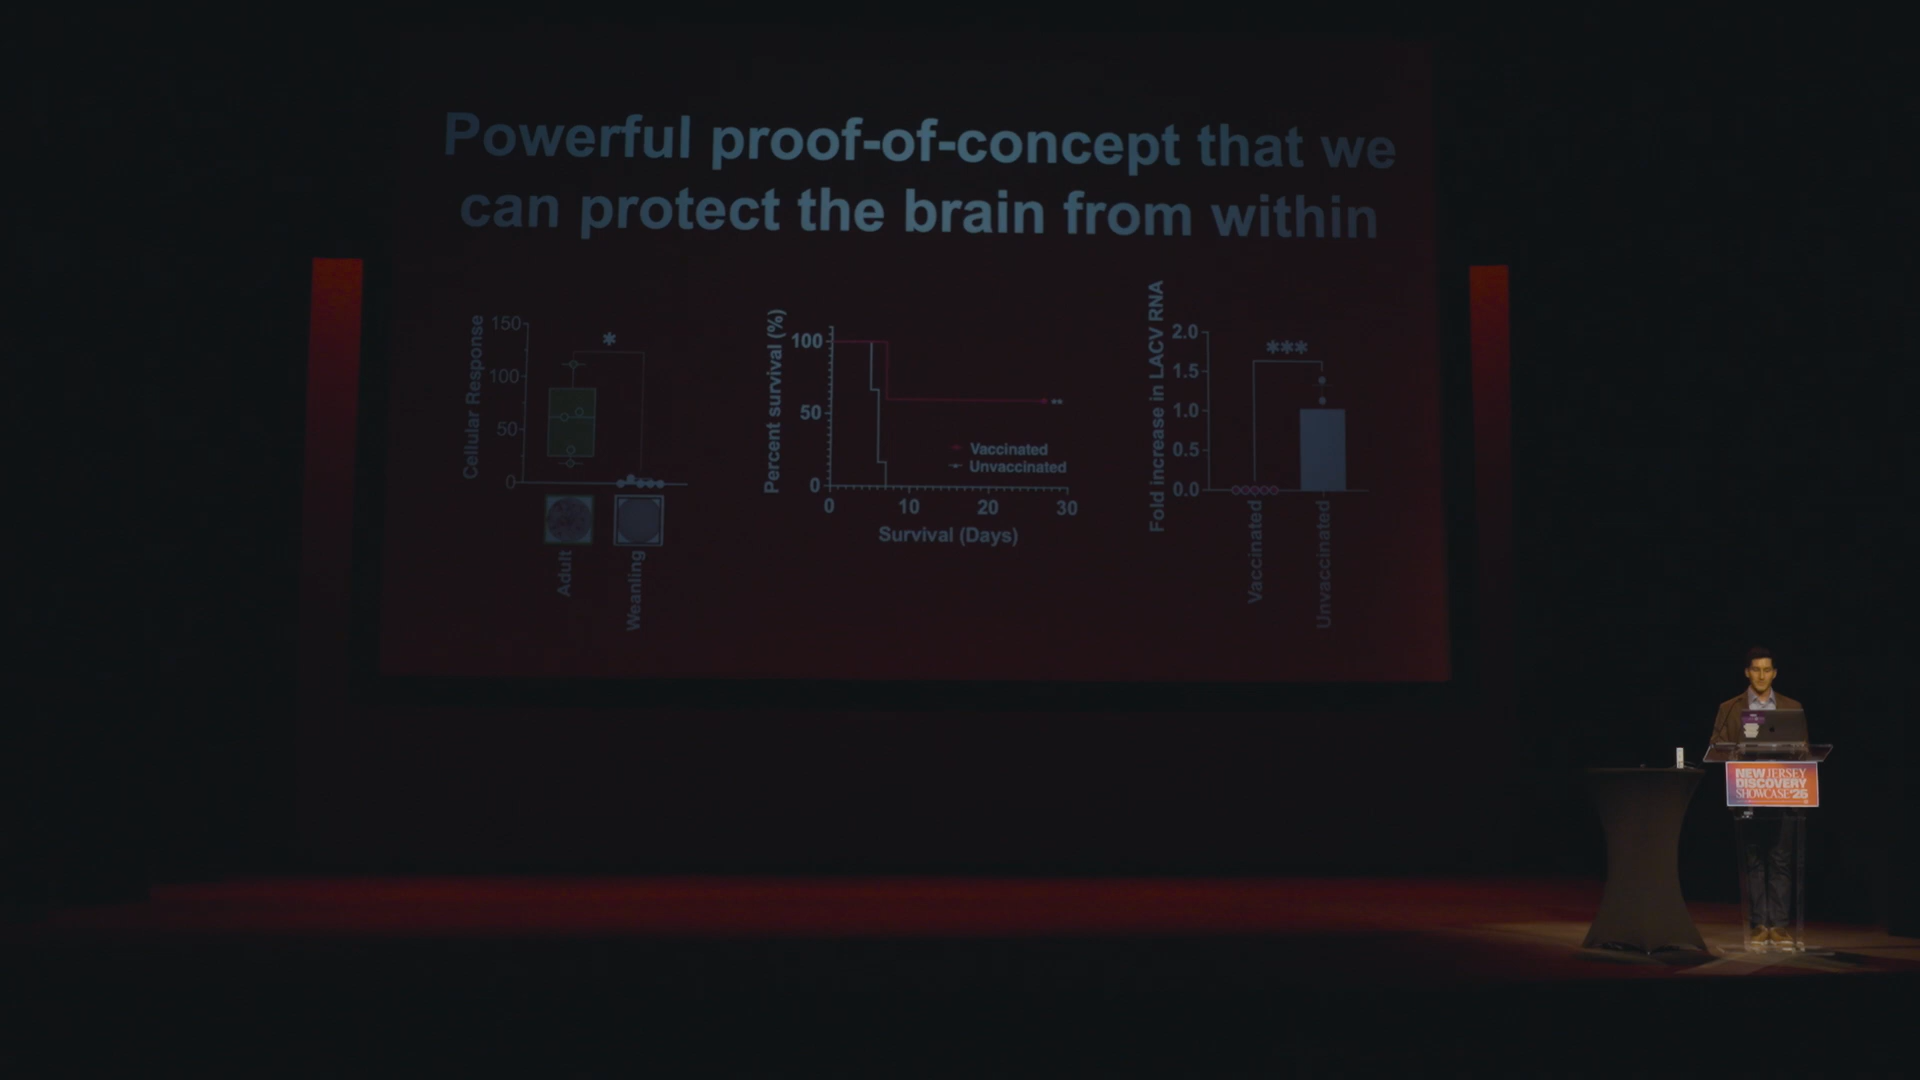 Powerful proof-of-concept that we
can protect the brain from within
Cellular Response
150
100
50
0
*
Adult
Weanling
Percent survival (%)
100
50
0
0 10 20 30
Survival (Days)
**
Vaccinated
Unvaccinated
Fold increase in LACV RNA
2.0
1.5
1.0
0.5
0.0
***
Vaccinated
Unvaccinated
NEW JERSEY
DISCOVERY
SHOWCASE'25